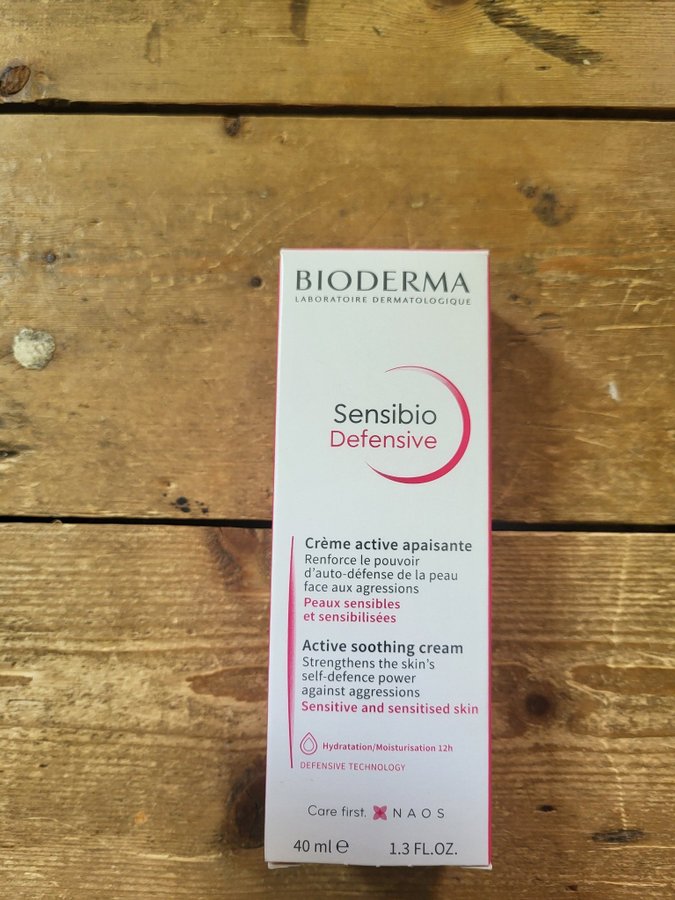 BIODERMA
LABORATOIRE DERMATOLOGIQUE
Sensibio
Defensive
Crème active apaisante
Renforce le pouvoir
d'auto-défense de la peau
face aux agressions
Peaux sensibles
et sensibilisées
Active soothing cream
Strengthens the skin's
self-defence power
against aggressions
Sensitive and sensitised skin
Hydratation/Moisturisation 12h
DEFENSIVE TECHNOLOGY
Care first. NAOS
40 ml ℮ 1.3 FL.OZ.